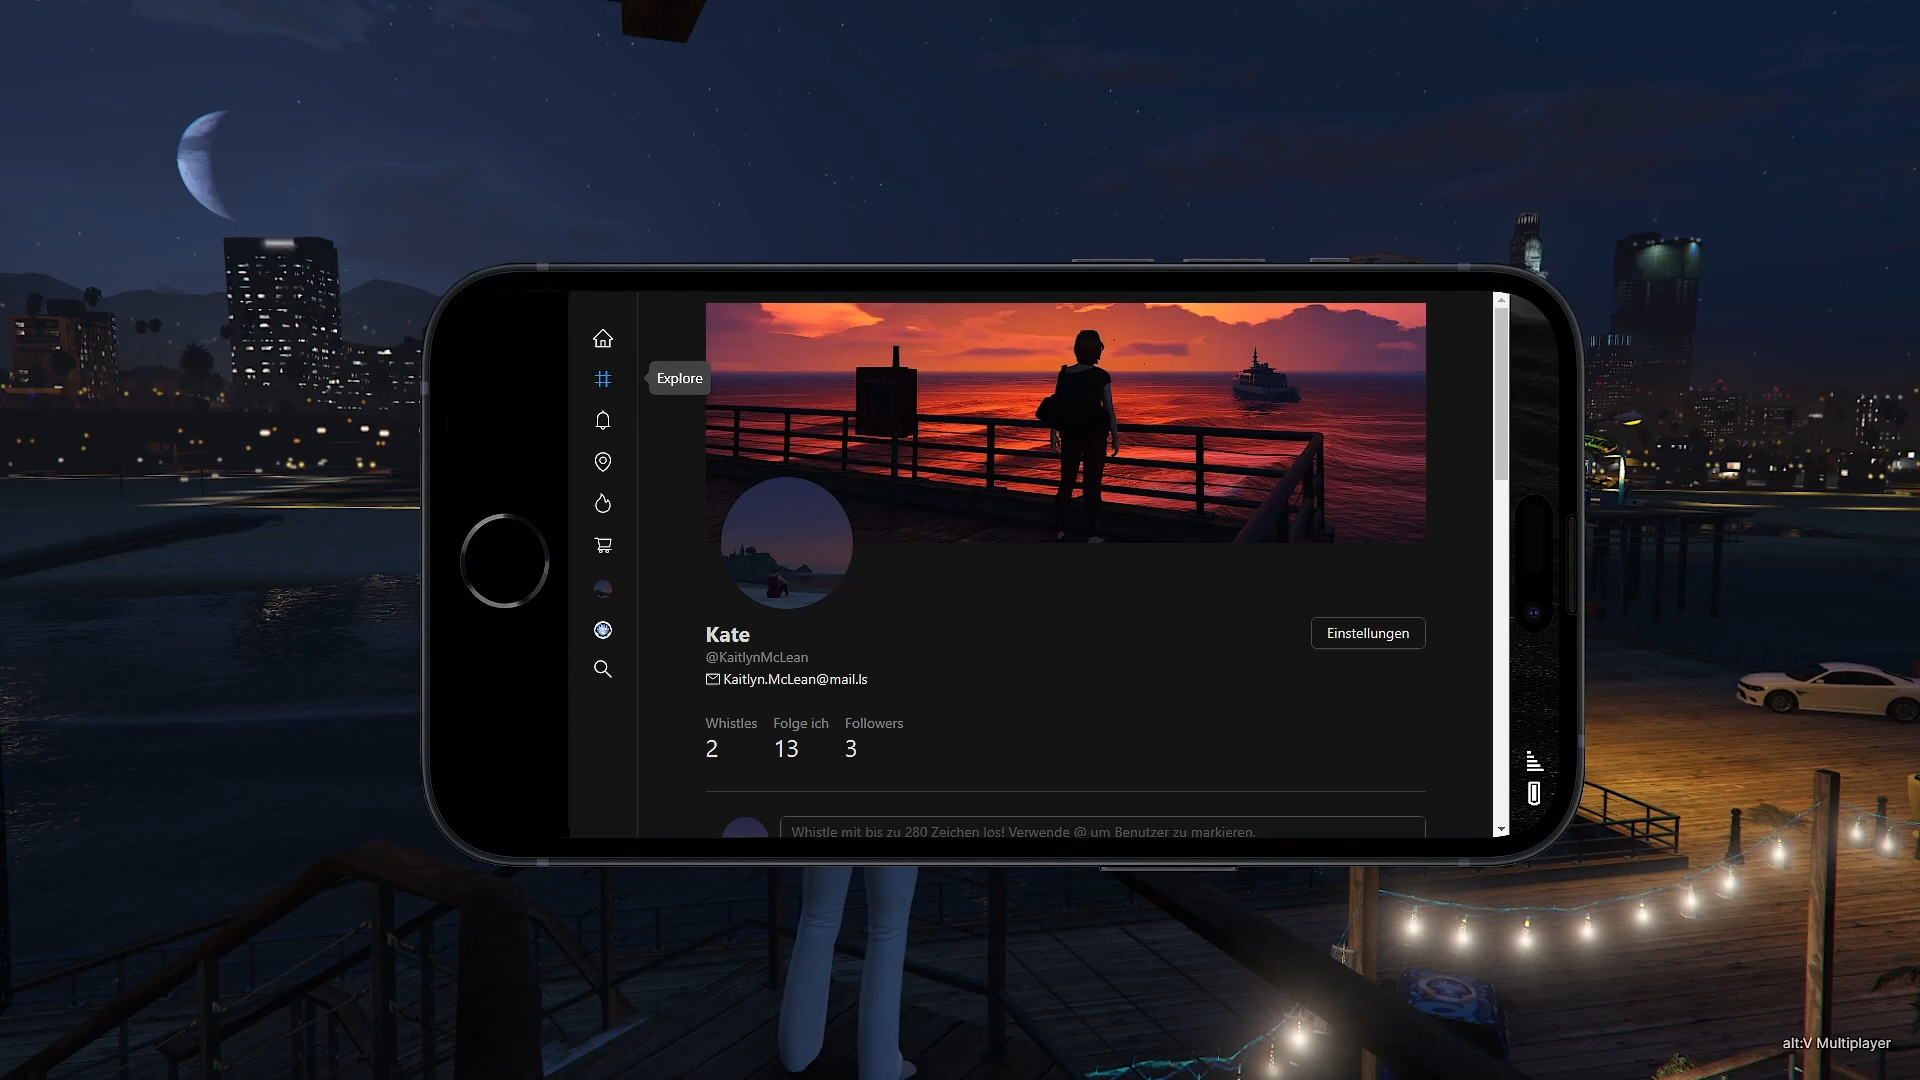 Explore
Kate
@KaitlynMcLean
Kaitlyn.McLean@mail.ls
Einstellungen
Whistles Folge ich Followers
2 13 3
Whistle mit bis zu 280 Zeichen los! Verwende @ um Benutzer zu markieren.
alt:V Multiplayer